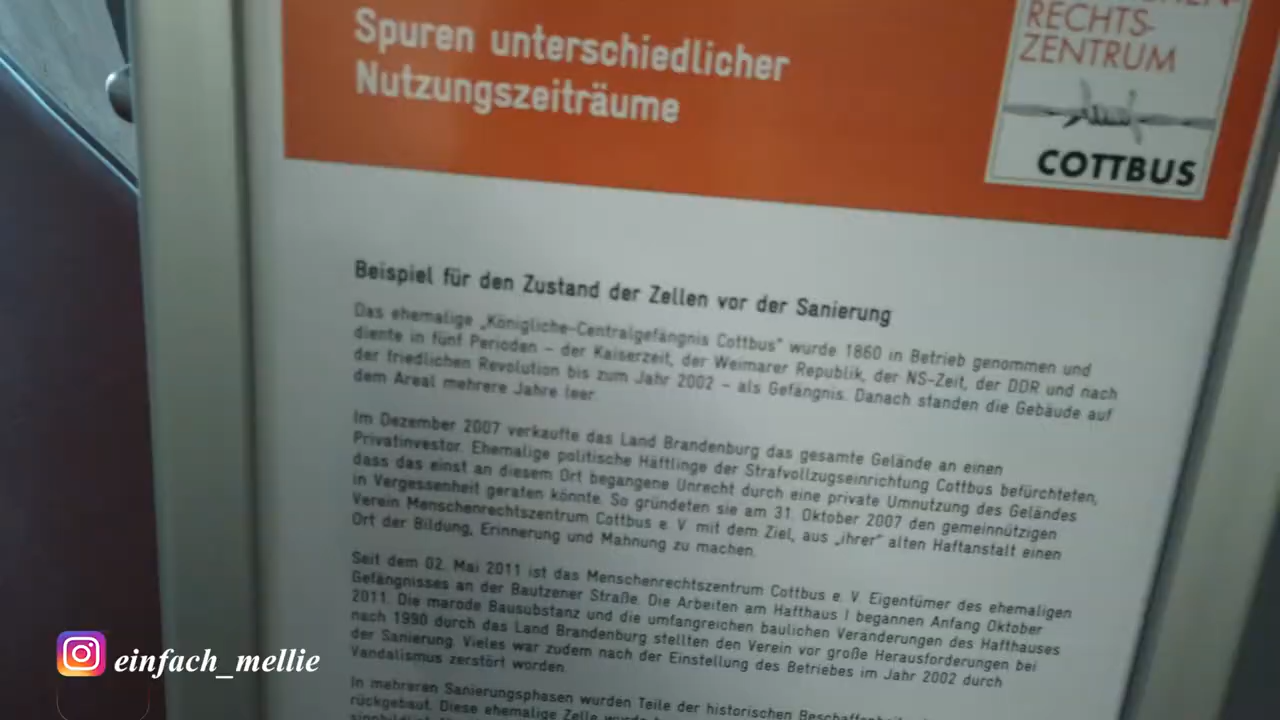 Spuren unterschiedlicher
Nutzungszeiträume
RECHTS-
ZENTRUM
COTTBUS
Beispiel für den Zustand der Zellen vor der Sanierung
Das ehemalige „Königliche-Centralgefängnis Cottbus“ wurde 1860 in Betrieb genommen und
diente in fünf Perioden – der Kaiserzeit, der Weimarer Republik, der NS-Zeit, der DDR und nach
der friedlichen Revolution bis zum Jahr 2002 – als Gefängnis. Danach standen die Gebäude auf
dem Areal mehrere Jahre leer.
Im Dezember 2007 verkaufte das Land Brandenburg das gesamte Gelände an einen
Privatinvestor. Ehemalige politische Häftlinge der Strafvollzugseinrichtung Cottbus befürchteten,
dass das einst an diesem Ort begangene Unrecht durch eine private Umnutzung des Geländes
in Vergessenheit geraten könnte. So gründeten sie am 31. Oktober 2007 den gemeinnützigen
Verein Menschenrechtszentrum Cottbus e. V. mit dem Ziel, aus „ihrer“ alten Haftanstalt einen
Ort der Bildung, Erinnerung und Mahnung zu machen.
Seit dem 02. Mai 2011 ist das Menschenrechtszentrum Cottbus e. V. Eigentümer des ehemaligen
Gefängnisses an der Bautzener Straße. Die Arbeiten am Hafthaus I begannen Anfang Oktober
2011. Die marode Bausubstanz und die umfangreichen baulichen Veränderungen des Hafthauses
nach 1990 durch das Land Brandenburg stellten den Verein vor große Herausforderungen bei
der Sanierung. Vieles war zudem nach der Einstellung des Betriebes im Jahr 2002 durch
Vandalismus zerstört worden.
In mehreren Sanierungsphasen wurden Teile der historischen
rückgebaut. Diese ehemalige Zelle wurde
einfach_mellie